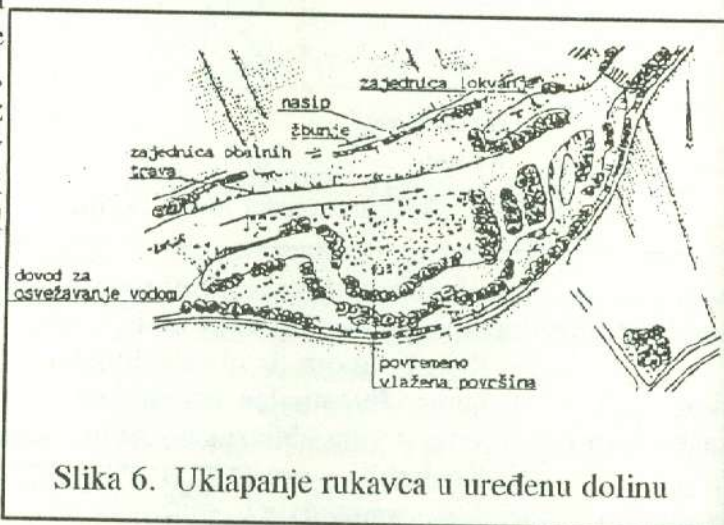 zajednica lokvanja
nasip
žbunje
zajednica obalnih
trava
dovod za
osvežavanje vodom
povremeno
vlažena površina
Slika 6. Uklapanje rukavca u uređenu dolinu